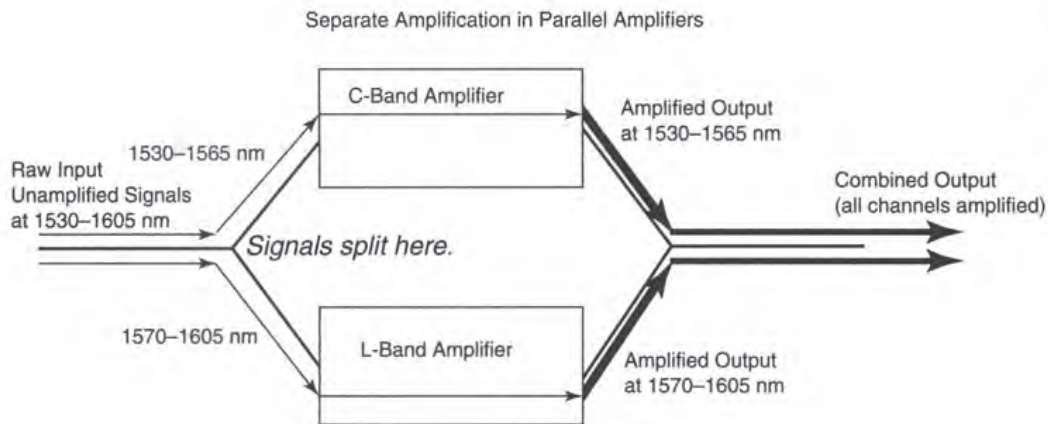 Separate Amplification in Parallel Amplifiers
C-Band Amplifier
Amplified Output
at 1530–1565 nm
1530–1565 nm
Raw Input
Unamplified Signals
at 1530–1605 nm
Combined Output
(all channels amplified)
Signals split here.
1570–1605 nm
L-Band Amplifier
Amplified Output
at 1570–1605 nm